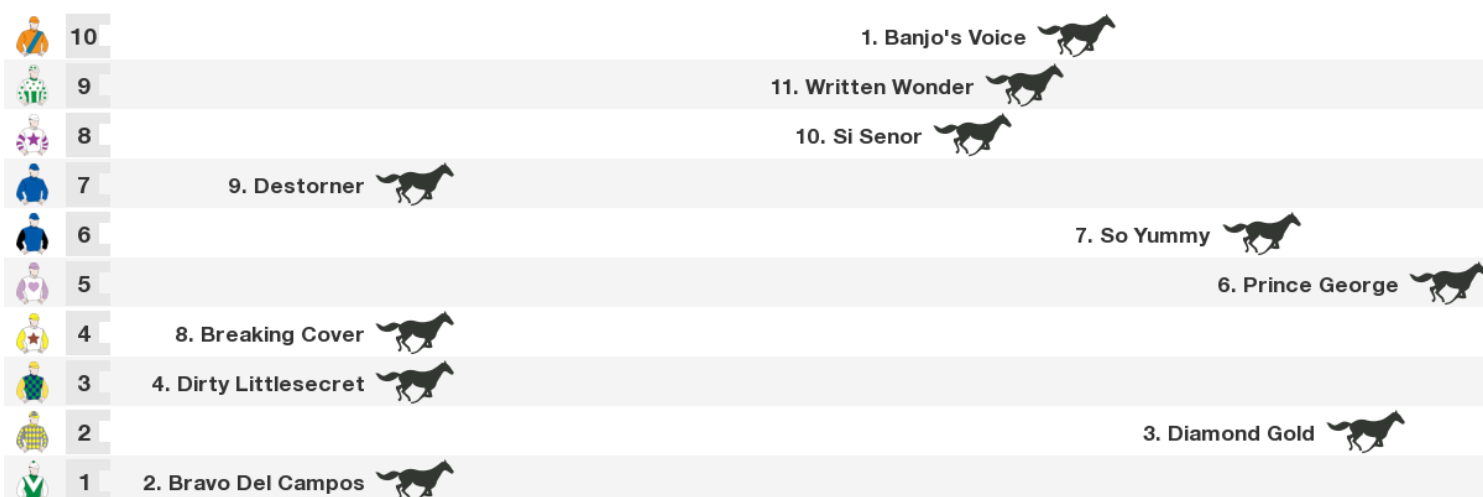 10 1. Banjo's Voice
9 11. Written Wonder
8 10. Si Senor
7 9. Destorner
6 7. So Yummy
5 6. Prince George
4 8. Breaking Cover
3 4. Dirty Littlesecret
2 3. Diamond Gold
1 2. Bravo Del Campos